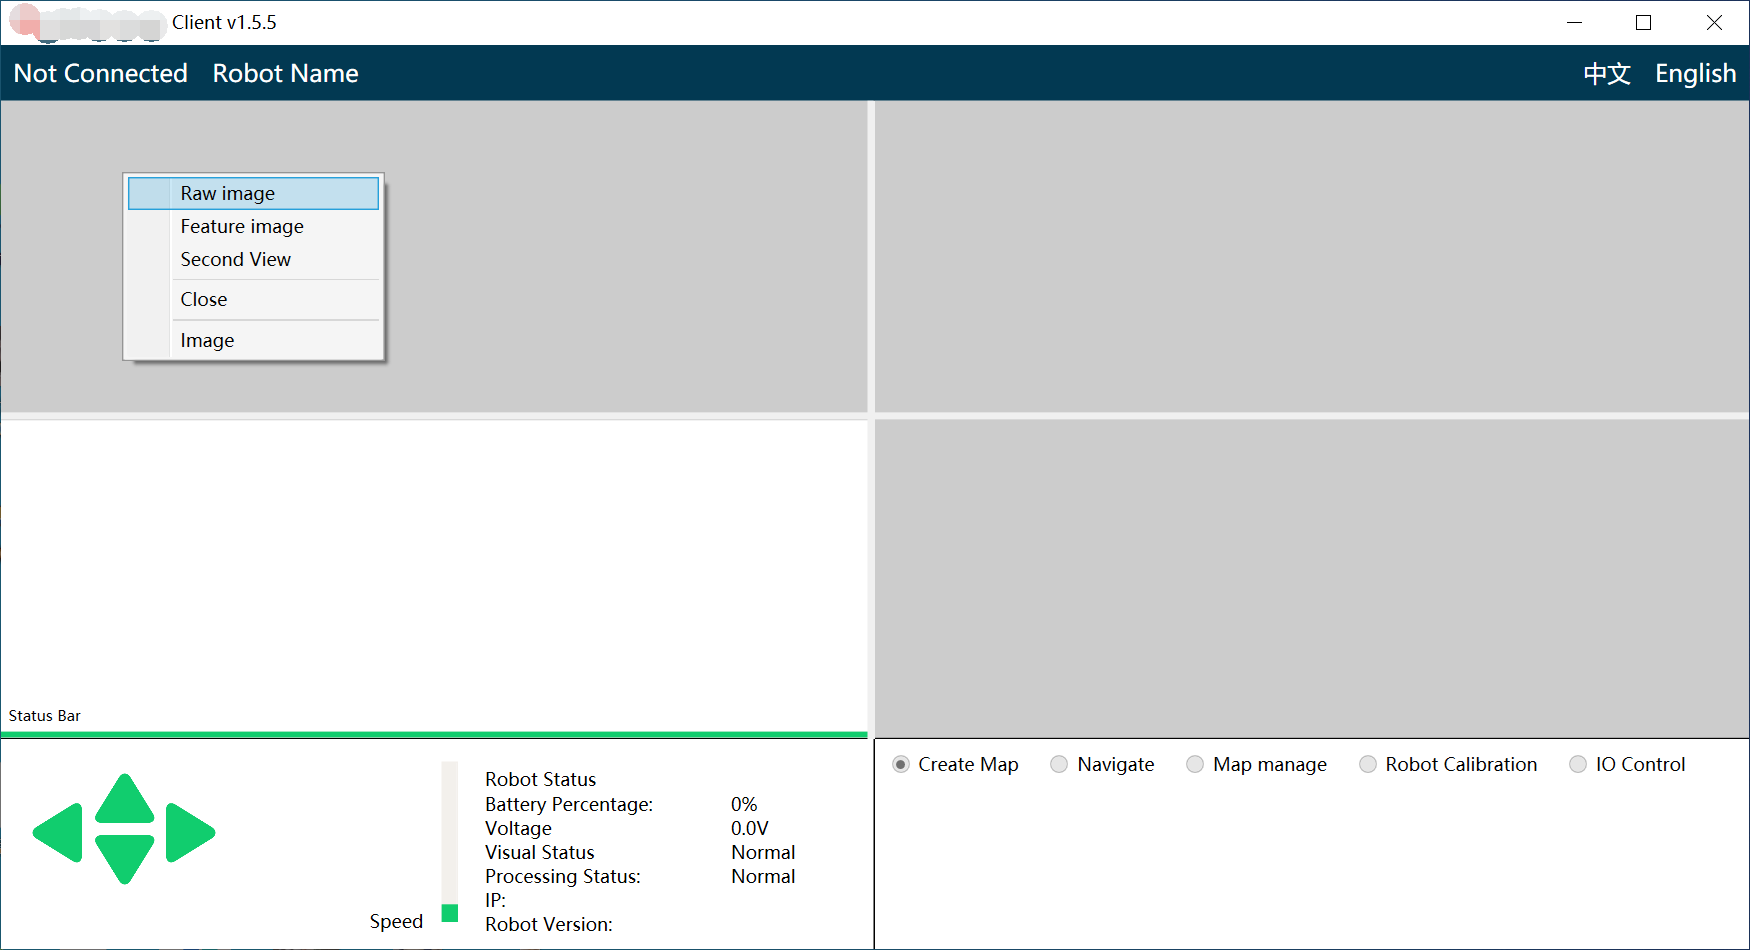 Client v1.5.5
Not Connected Robot Name 中文 English
Raw image
Feature image
Second View
Close
Image
Status Bar
Create Map Navigate Map manage Robot Calibration IO Control
Robot Status
Battery Percentage: 0%
Voltage 0.0V
Visual Status Normal
Processing Status: Normal
IP:
Robot Version:
Speed